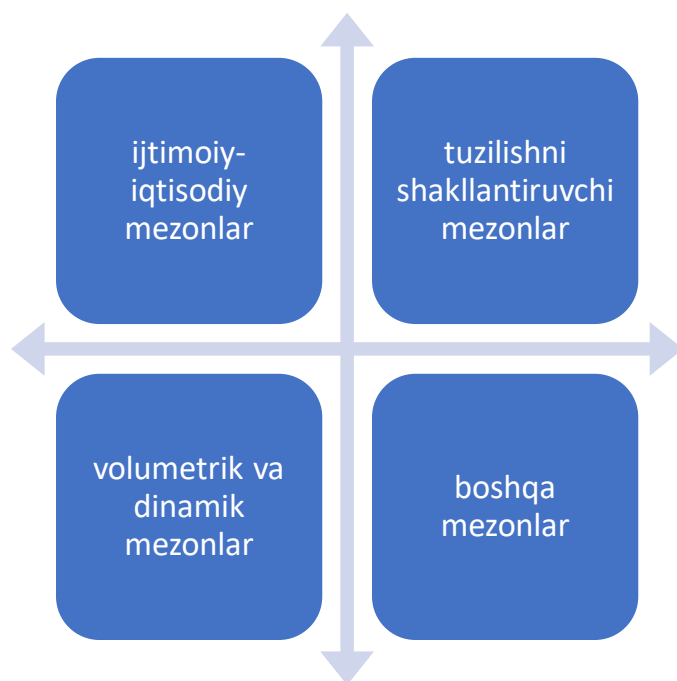 ijtimoiy-
iqtisodiy
mezonlar
tuzilishni
shakllantiruvchi
mezonlar
volumetrik va
dinamik
mezonlar
boshqa
mezonlar